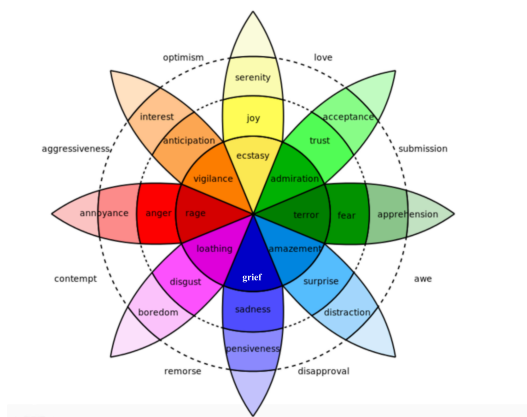 optimism
love
serenity
interest
acceptance
joy
anticipation
trust
aggressiveness
submission
ecstasy
vigilance
admiration
annoyance
anger
rage
terror
fear
apprehension
loathing
amazement
contempt
disgust
grief
surprise
awe
boredom
sadness
distraction
pensiveness
remorse
disapproval